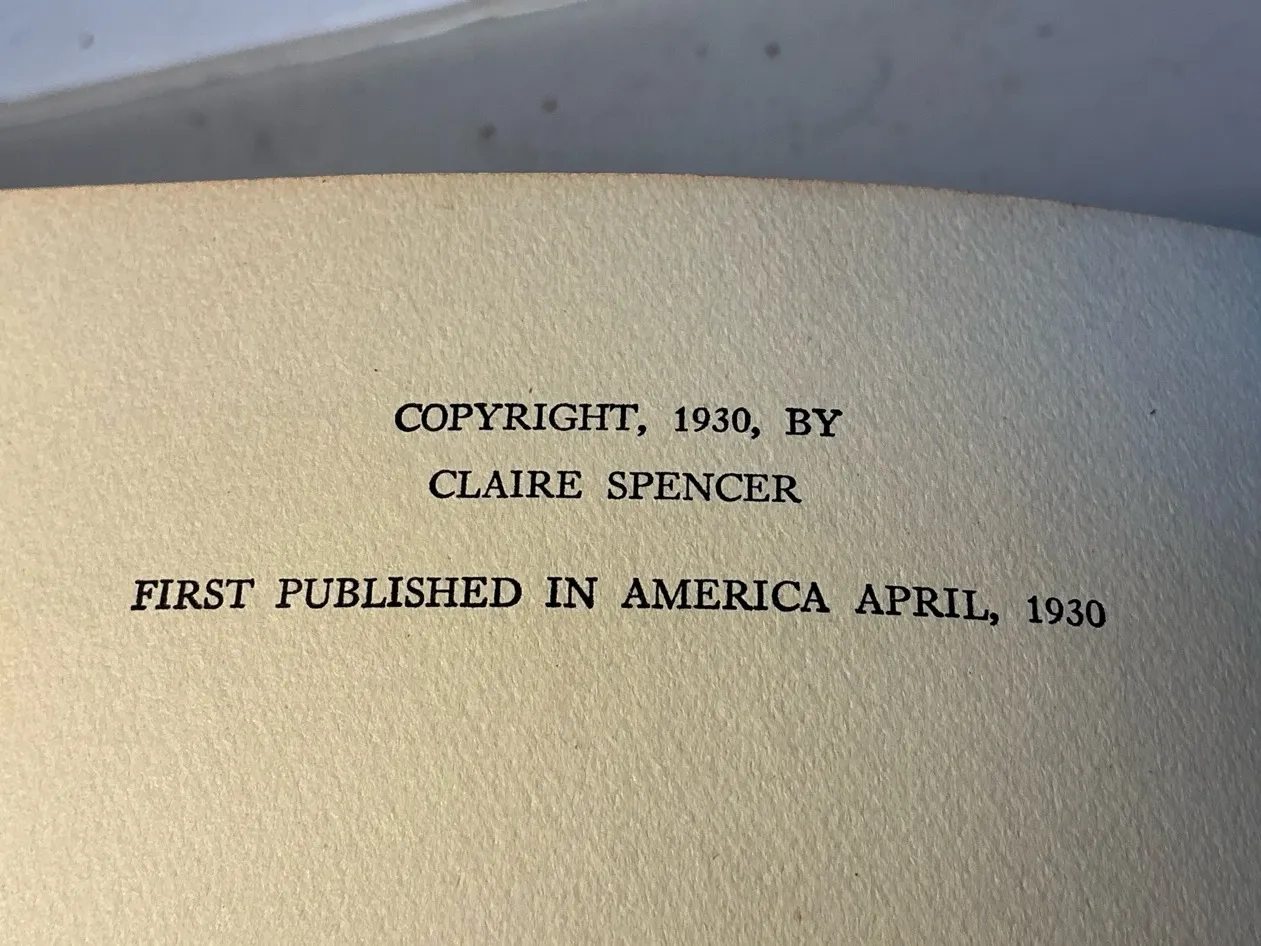 COPYRIGHT, 1930, BY
CLAIRE SPENCER
FIRST PUBLISHED IN AMERICA APRIL, 1930